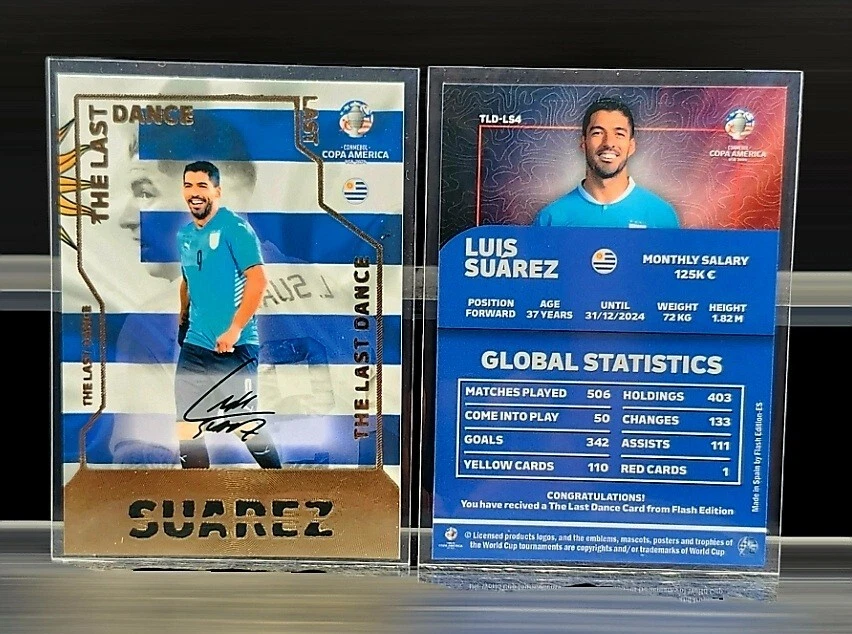 THE LAST
DANCE
LAST
CONMEBOL
COPA AMERICA
9
THE LAST DANCE
THE LAST DANCE
SUAREZ
TLD-LS4
CONMEBOL
COPA AMERICA
LUIS
SUÁREZ
MONTHLY SALARY
125K €
POSITION
FORWARD
AGE
37 YEARS
UNTIL
31/12/2024
WEIGHT
72 KG
HEIGHT
1.82 M
GLOBAL STATISTICS
MATCHES PLAYED 506 HOLDINGS 403
COME INTO PLAY 50 CHANGES 133
GOALS 342 ASSISTS 111
YELLOW CARDS 110 RED CARDS 1
Made in Spain by Flash Edition-ES
CONGRATULATIONS!
You have recived a The Last Dance Card from Flash Edition
© Licensed products logos, and the emblems, mascots, posters and trophies of
the World Cup tournaments are copyrights and/or trademarks of World Cup